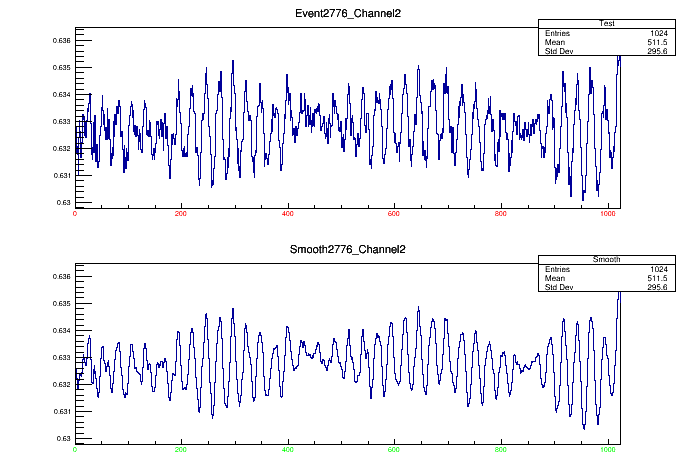 Event2776_Channel2
Test
Entries 1024
Mean 511.5
Std Dev 295.6
0.636
0.635
0.634
0.633
0.632
0.631
0.63
0 200 400 600 800 1000
Smooth2776_Channel2
Smooth
Entries 1024
Mean 511.5
Std Dev 295.6
0.636
0.635
0.634
0.633
0.632
0.631
0.63
0 200 400 600 800 1000